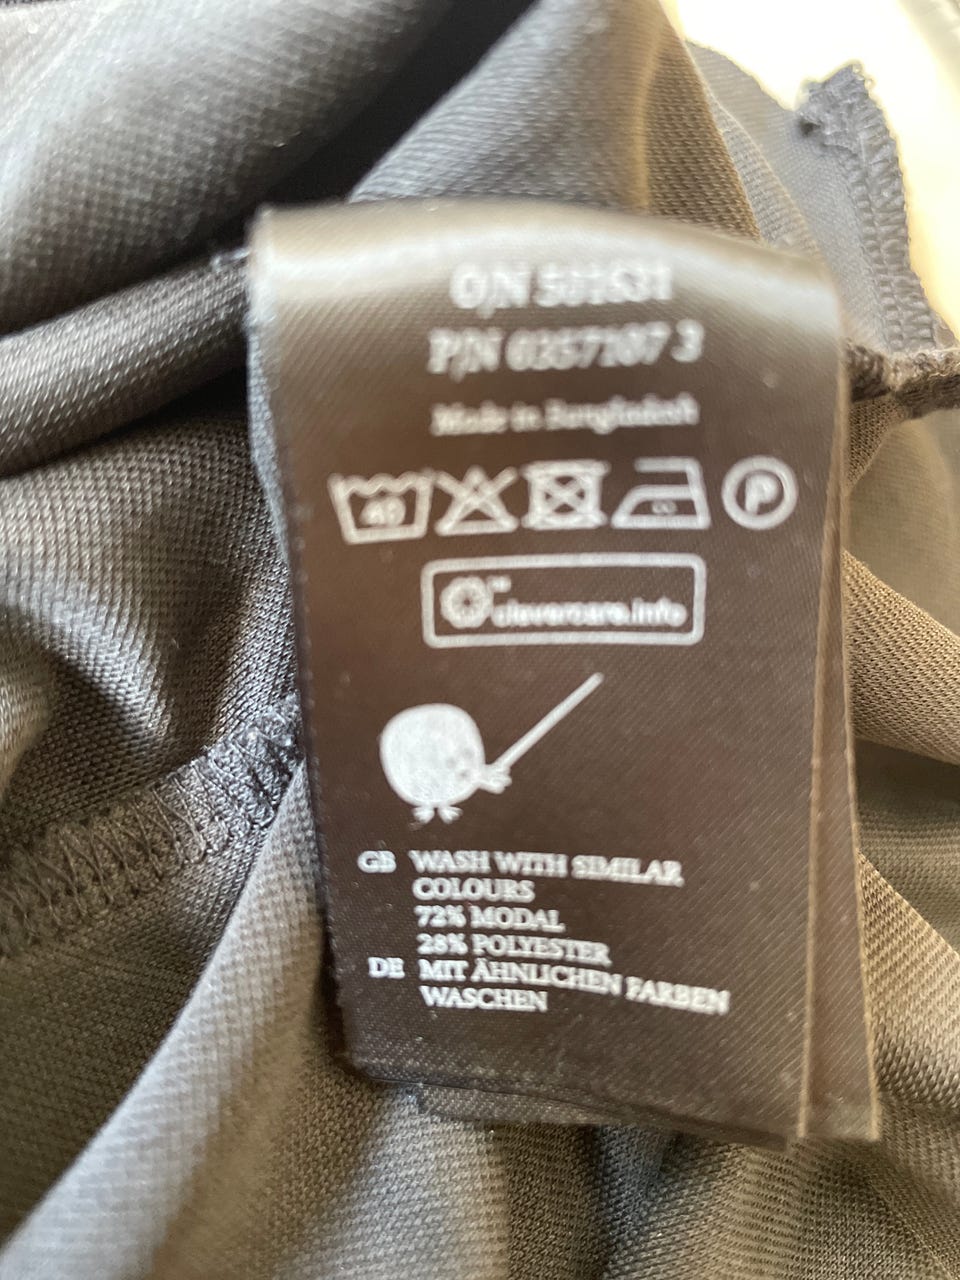 O/N 501631
P/N 0357107 3
Made in Bangladesh
40
P
clevercare.info
GB WASH WITH SIMILAR
COLOURS
72% MODAL
28% POLYESTER
DE MIT ÄHNLICHEN FARBEN
WASCHEN